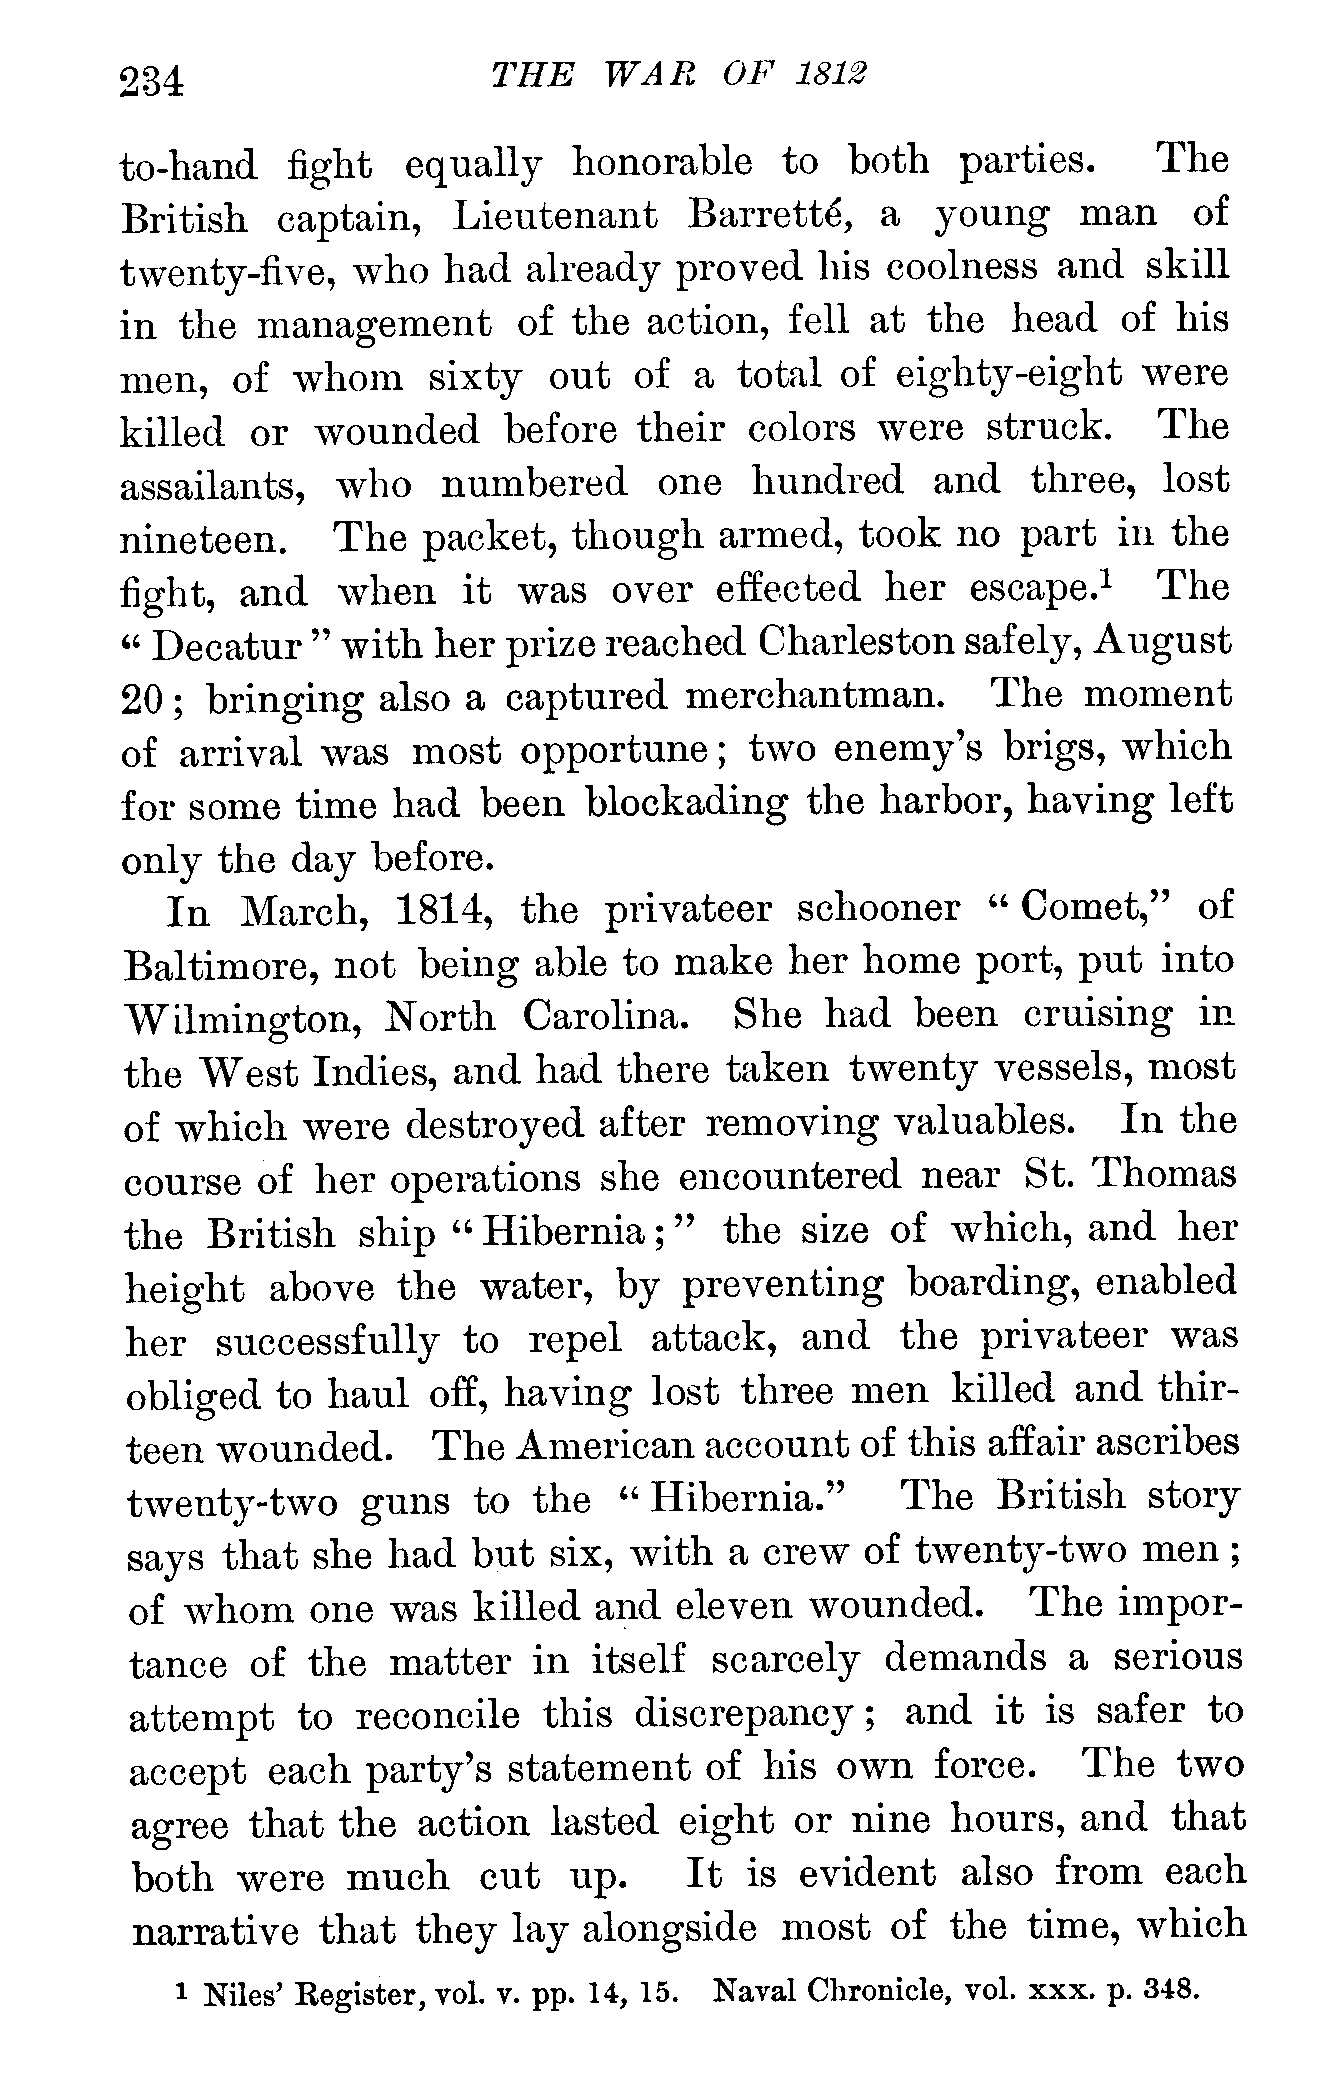 234 THE WAR OF 1812
to-hand fight equally honorable to both parties. The
British captain, Lieutenant Barretté, a young man of
twenty-five, who had already proved his coolness and skill
in the management of the action, fell at the head of his
men, of whom sixty out of a total of eighty-eight were
killed or wounded before their colors were struck. The
assailants, who numbered one hundred and three, lost
nineteen. The packet, though armed, took no part in the
fight, and when it was over effected her escape.¹ The
“ Decatur ” with her prize reached Charleston safely, August
20 ; bringing also a captured merchantman. The moment
of arrival was most opportune ; two enemy’s brigs, which
for some time had been blockading the harbor, having left
only the day before.
In March, 1814, the privateer schooner “ Comet,” of
Baltimore, not being able to make her home port, put into
Wilmington, North Carolina. She had been cruising in
the West Indies, and had there taken twenty vessels, most
of which were destroyed after removing valuables. In the
course of her operations she encountered near St. Thomas
the British ship “ Hibernia ; ” the size of which, and her
height above the water, by preventing boarding, enabled
her successfully to repel attack, and the privateer was
obliged to haul off, having lost three men killed and thir-
teen wounded. The American account of this affair ascribes
twenty-two guns to the “ Hibernia.” The British story
says that she had but six, with a crew of twenty-two men ;
of whom one was killed and eleven wounded. The impor-
tance of the matter in itself scarcely demands a serious
attempt to reconcile this discrepancy ; and it is safer to
accept each party’s statement of his own force. The two
agree that the action lasted eight or nine hours, and that
both were much cut up. It is evident also from each
narrative that they lay alongside most of the time, which
¹ Niles’ Register, vol. v. pp. 14, 15. Naval Chronicle, vol. xxx. p. 348.